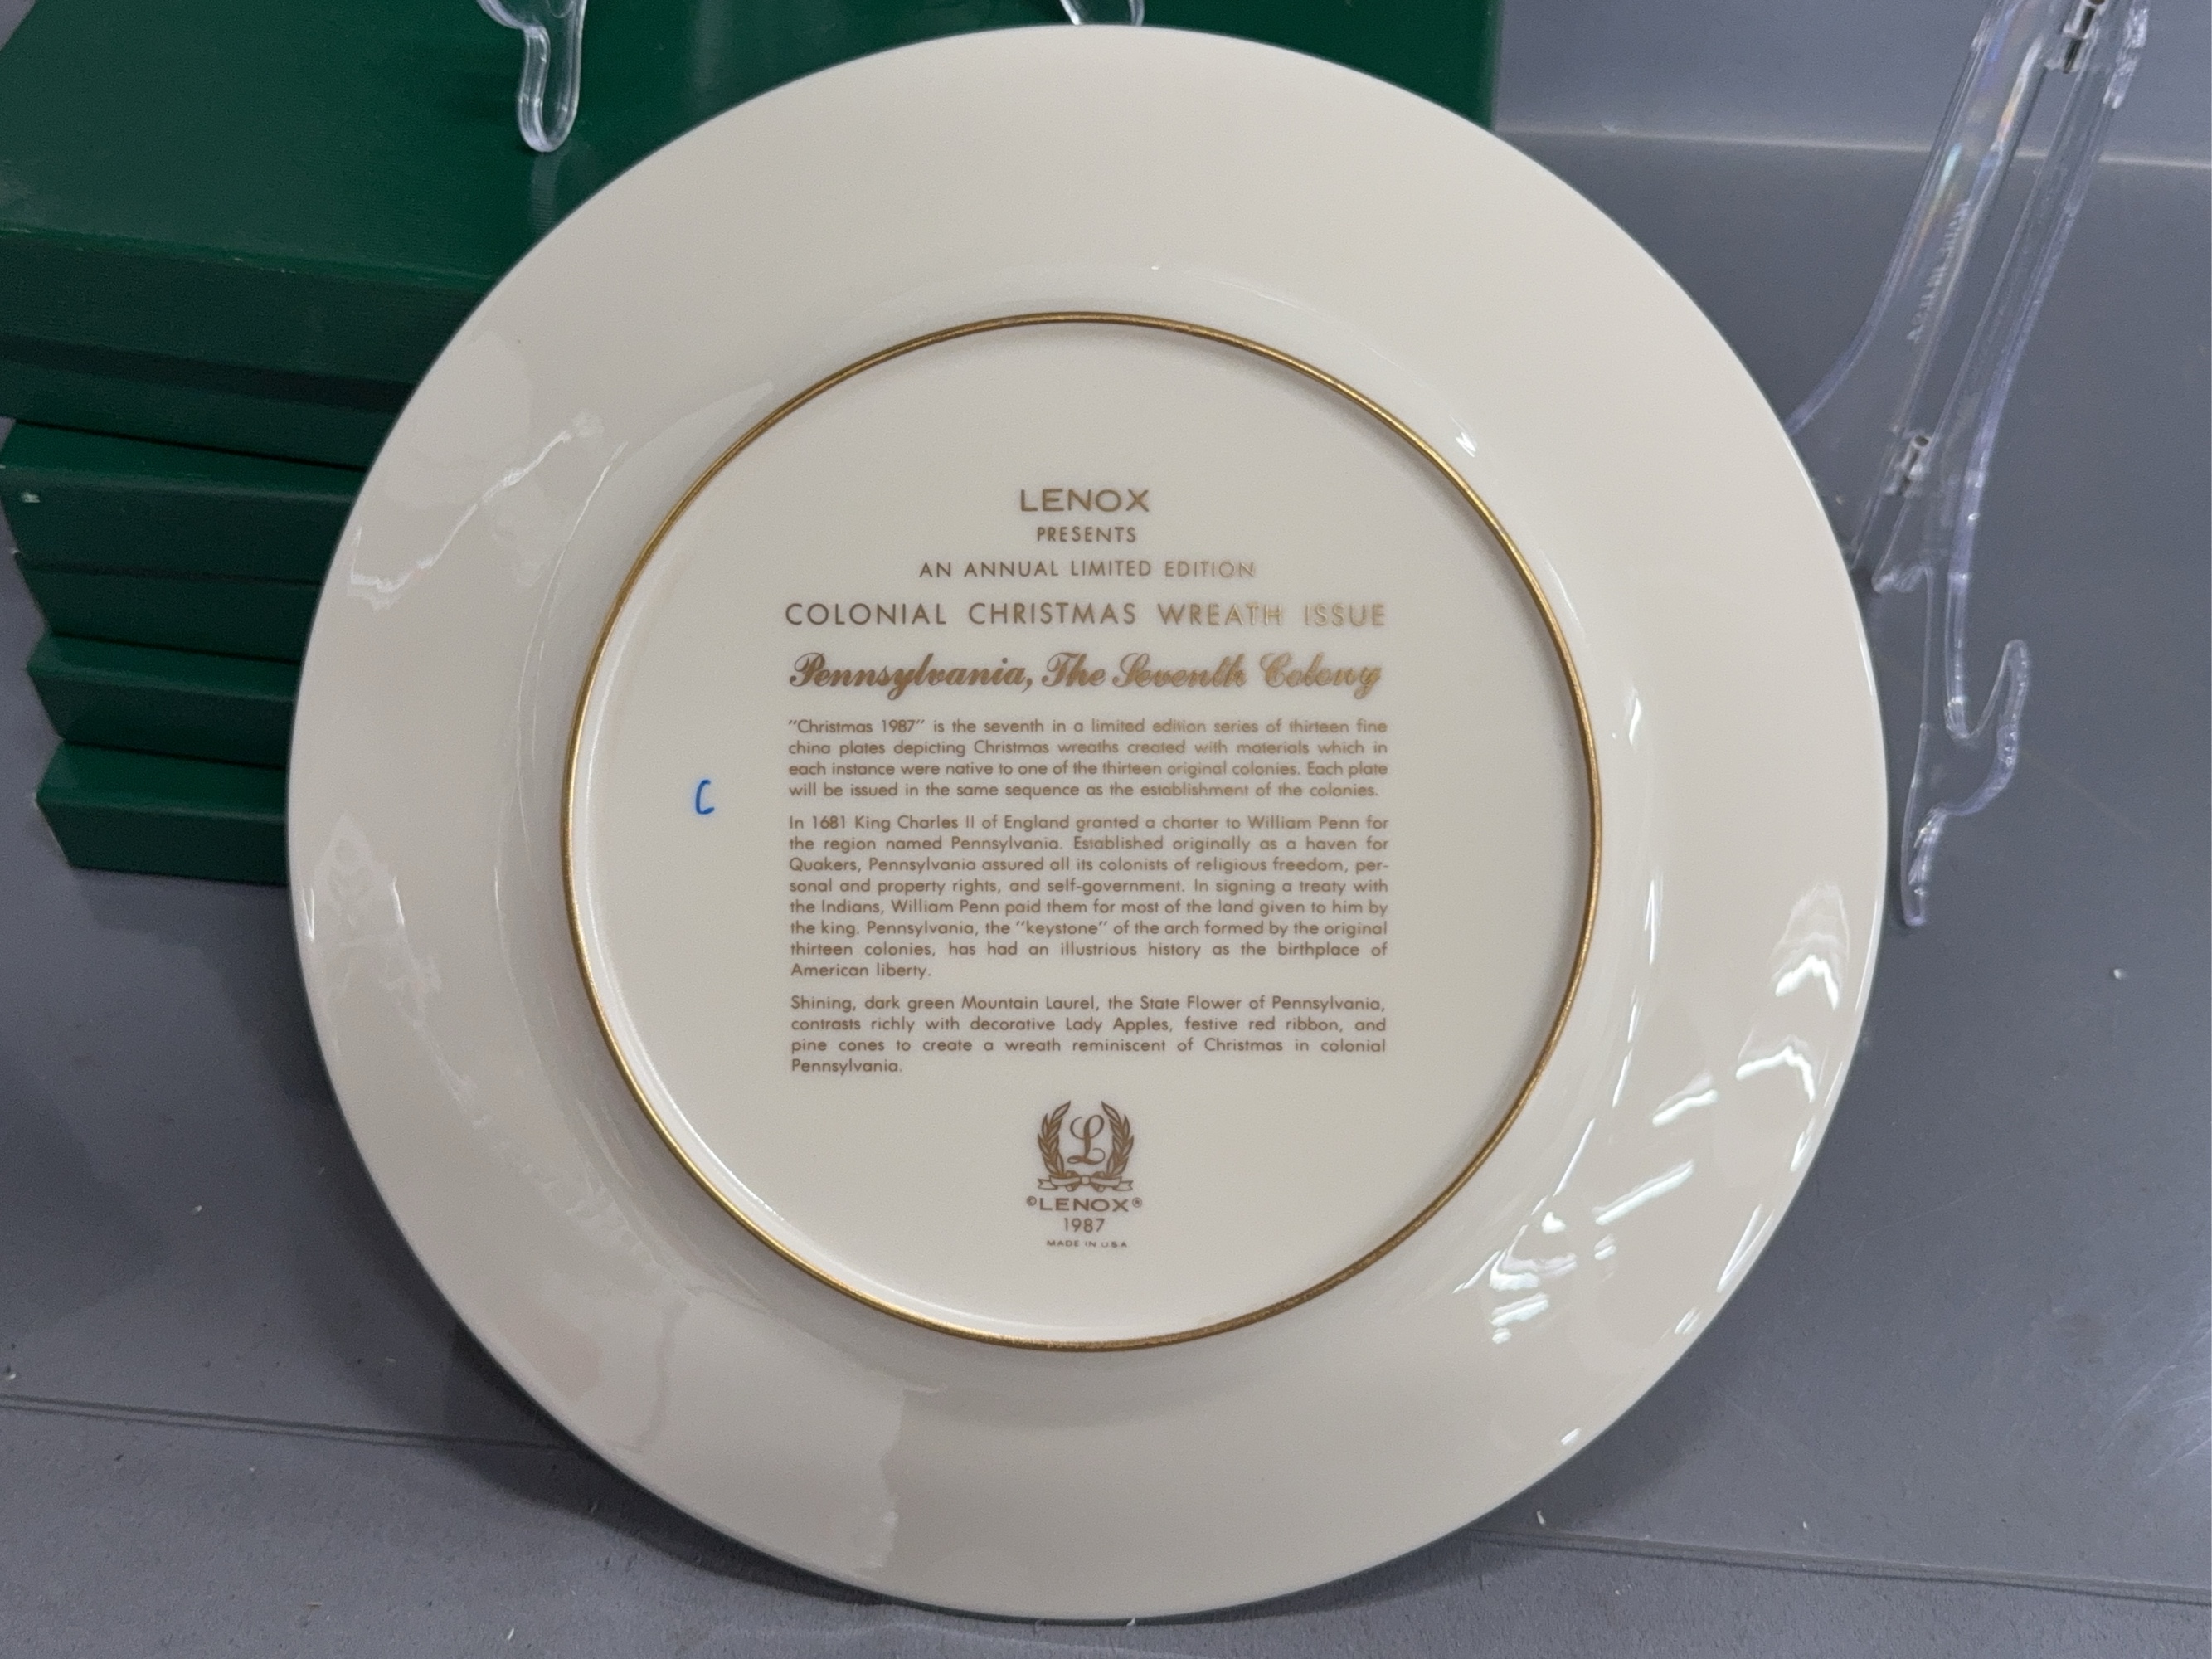 LENOX
PRESENTS
AN ANNUAL LIMITED EDITION
COLONIAL CHRISTMAS WREATH ISSUE
Pennsylvania, The Seventh Colony
"Christmas 1987" is the seventh in a limited edition series of thirteen fine
china plates depicting Christmas wreaths created with materials which in
each instance were native to one of the thirteen original colonies. Each plate
will be issued in the same sequence as the establishment of the colonies.
In 1681 King Charles II of England granted a charter to William Penn for
the region named Pennsylvania. Established originally as a haven for
Quakers, Pennsylvania assured all its colonists of religious freedom, per-
sonal and property rights, and self-government. In signing a treaty with
the Indians, William Penn paid them for most of the land given to him by
the king. Pennsylvania, the "keystone" of the arch formed by the original
thirteen colonies, has had an illustrious history as the birthplace of
American liberty.
Shining, dark green Mountain Laurel, the State Flower of Pennsylvania,
contrasts richly with decorative Lady Apples, festive red ribbon, and
pine cones to create a wreath reminiscent of Christmas in colonial
Pennsylvania.
C
L
©LENOX®
1987
MADE IN USA